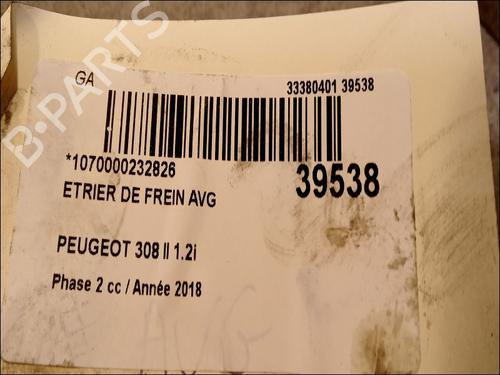 GA
33380401 39538
*1070000232826
39538
ETRIER DE FREIN AVG
PEUGEOT 308 II 1.2i
Phase 2 cc / Année 2018
AVG
B-PARTS